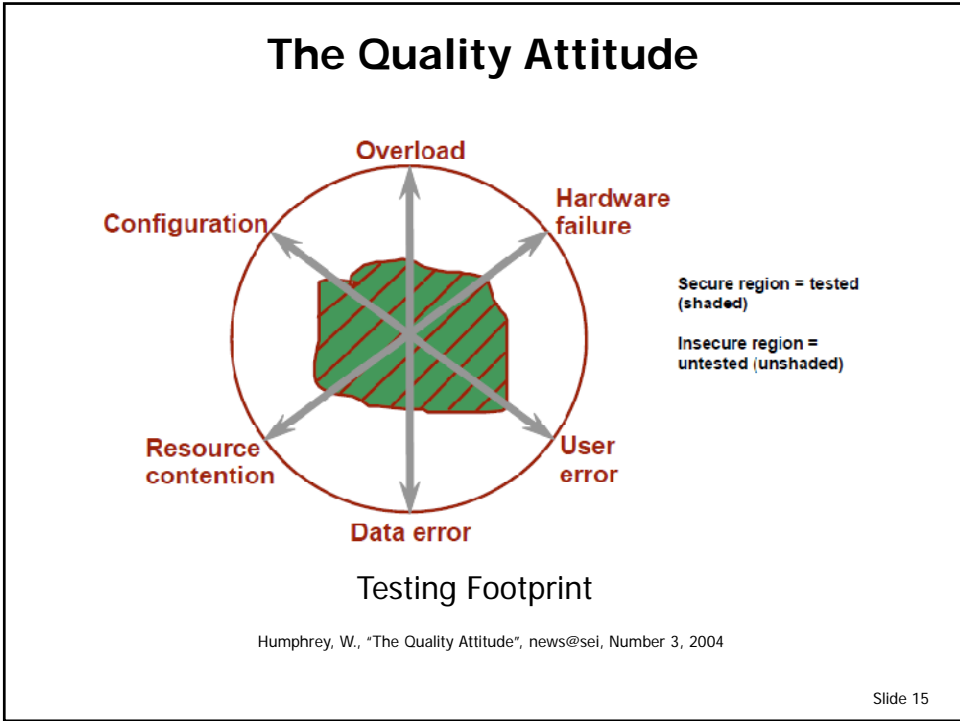 The Quality Attitude
Overload
Hardware
failure
Configuration
Secure region = tested
(shaded)
Insecure region =
untested (unshaded)
Resource
contention
User
error
Data error
Testing Footprint
Humphrey, W., “The Quality Attitude”, news@sei, Number 3, 2004
Slide 15